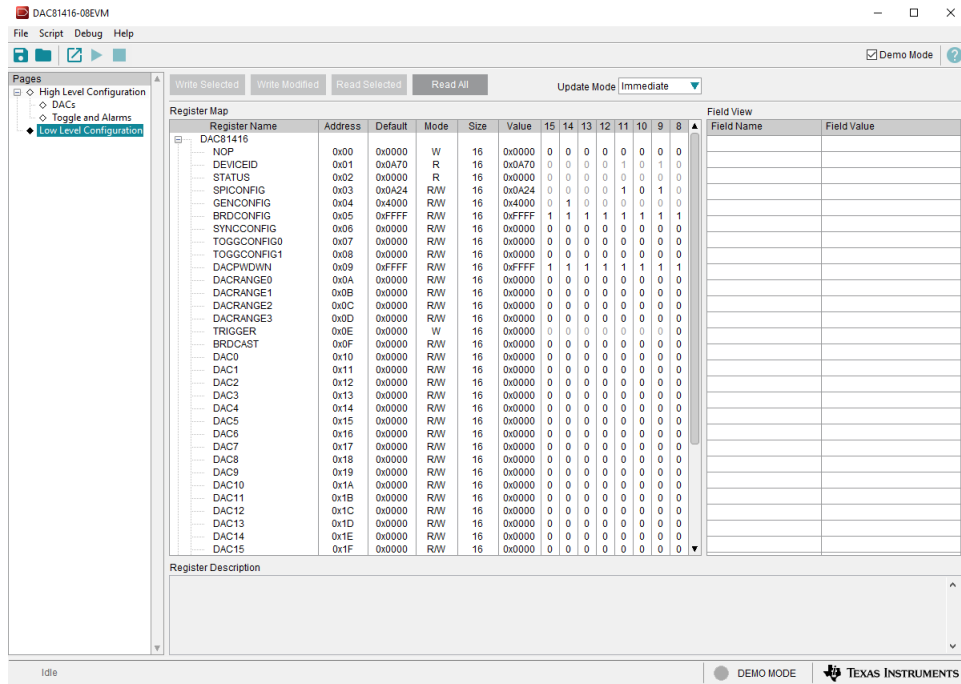 DAC81416-08EVM
File Script Debug Help
Demo Mode
Pages
High Level Configuration
DACs
Toggle and Alarms
Low Level Configuration
Write Selected Write Modified Read Selected Read All Update Mode Immediate
Register Map
Register Name Address Default Mode Size Value 15 14 13 12 11 10 9 8
DAC81416
NOP 0x00 0x0000 W 16 0x0000 0 0 0 0 0 0 0 0
DEVICEID 0x01 0x0A70 R 16 0x0A70 0 0 0 0 1 0 1 0
STATUS 0x02 0x0000 R 16 0x0000 0 0 0 0 0 0 0 0
SPICONFIG 0x03 0x0A24 R/W 16 0x0A24 0 0 0 0 1 0 1 0
GENCONFIG 0x04 0x4000 R/W 16 0x4000 0 1 0 0 0 0 0 0
BRDCONFIG 0x05 0xFFFF R/W 16 0xFFFF 1 1 1 1 1 1 1 1
SYNCCONFIG 0x06 0x0000 R/W 16 0x0000 0 0 0 0 0 0 0 0
TOGGCONFIG0 0x07 0x0000 R/W 16 0x0000 0 0 0 0 0 0 0 0
TOGGCONFIG1 0x08 0x0000 R/W 16 0x0000 0 0 0 0 0 0 0 0
DACPWDWN 0x09 0xFFFF R/W 16 0xFFFF 1 1 1 1 1 1 1 1
DACRANGE0 0x0A 0x0000 R/W 16 0x0000 0 0 0 0 0 0 0 0
DACRANGE1 0x0B 0x0000 R/W 16 0x0000 0 0 0 0 0 0 0 0
DACRANGE2 0x0C 0x0000 R/W 16 0x0000 0 0 0 0 0 0 0 0
DACRANGE3 0x0D 0x0000 R/W 16 0x0000 0 0 0 0 0 0 0 0
TRIGGER 0x0E 0x0000 W 16 0x0000 0 0 0 0 0 0 0 0
BRDCAST 0x0F 0x0000 R/W 16 0x0000 0 0 0 0 0 0 0 0
DAC0 0x10 0x0000 R/W 16 0x0000 0 0 0 0 0 0 0 0
DAC1 0x11 0x0000 R/W 16 0x0000 0 0 0 0 0 0 0 0
DAC2 0x12 0x0000 R/W 16 0x0000 0 0 0 0 0 0 0 0
DAC3 0x13 0x0000 R/W 16 0x0000 0 0 0 0 0 0 0 0
DAC4 0x14 0x0000 R/W 16 0x0000 0 0 0 0 0 0 0 0
DAC5 0x15 0x0000 R/W 16 0x0000 0 0 0 0 0 0 0 0
DAC6 0x16 0x0000 R/W 16 0x0000 0 0 0 0 0 0 0 0
DAC7 0x17 0x0000 R/W 16 0x0000 0 0 0 0 0 0 0 0
DAC8 0x18 0x0000 R/W 16 0x0000 0 0 0 0 0 0 0 0
DAC9 0x19 0x0000 R/W 16 0x0000 0 0 0 0 0 0 0 0
DAC10 0x1A 0x0000 R/W 16 0x0000 0 0 0 0 0 0 0 0
DAC11 0x1B 0x0000 R/W 16 0x0000 0 0 0 0 0 0 0 0
DAC12 0x1C 0x0000 R/W 16 0x0000 0 0 0 0 0 0 0 0
DAC13 0x1D 0x0000 R/W 16 0x0000 0 0 0 0 0 0 0 0
DAC14 0x1E 0x0000 R/W 16 0x0000 0 0 0 0 0 0 0 0
DAC15 0x1F 0x0000 R/W 16 0x0000 0 0 0 0 0 0 0 0
Field View
Field Name Field Value
Register Description
Idle
DEMO MODE
TEXAS INSTRUMENTS